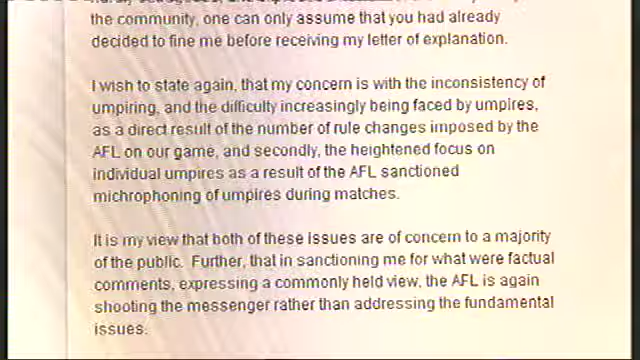 the community, one can only assume that you had already
decided to fine me before receiving my letter of explanation.
I wish to state again, that my concern is with the inconsistency of
umpiring, and the difficulty increasingly being faced by umpires,
as a direct result of the number of rule changes imposed by the
AFL on our game, and secondly, the heightened focus on
individual umpires as a result of the AFL sanctioned
michrophoning of umpires during matches.
It is my view that both of these issues are of concern to a majority
of the public. Further, that in sanctioning me for what were factual
comments, expressing a commonly held view, the AFL is again
shooting the messenger rather than addressing the fundamental
issues.